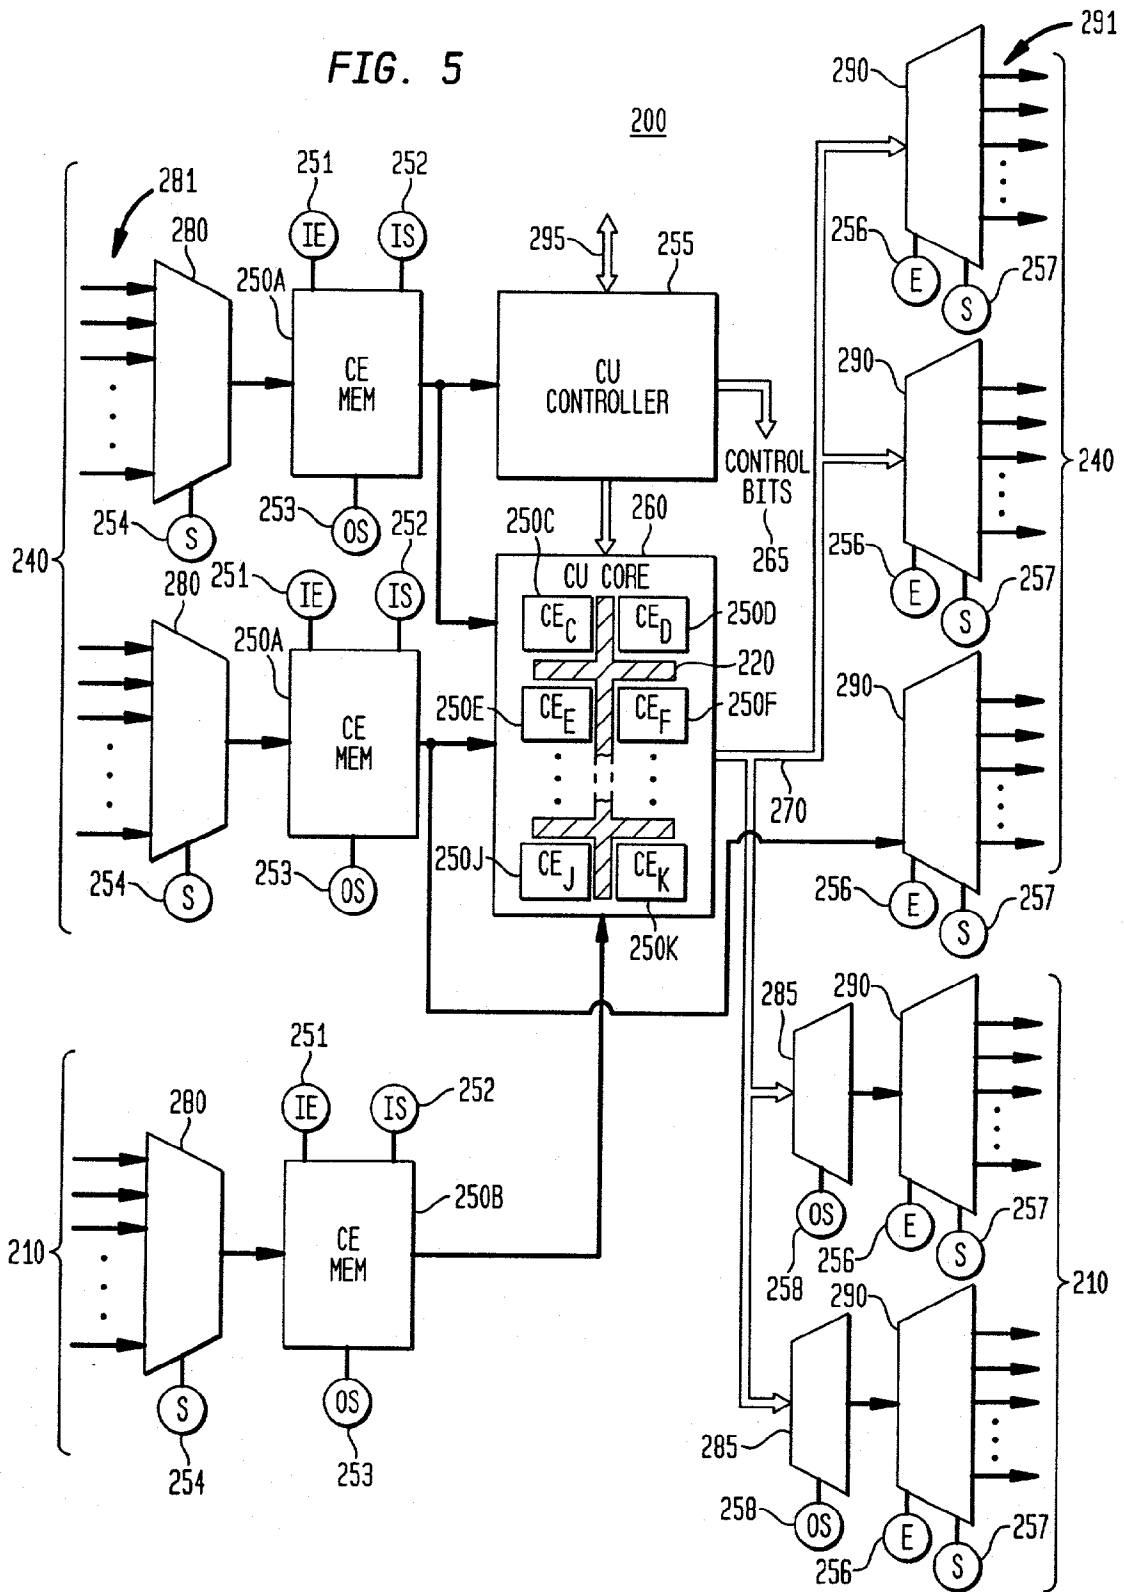 FIG. 5
200
291
290
281
280
251
252
250A
IE
IS
295
255
CE
MEM
CU
CONTROLLER
256
E
257
S
290
240
CONTROL
BITS
265
254
S
253
OS
252
250C
260
240
280
251
IE
IS
250A
CE
MEM
CU CORE
CE C
CE D
250D
220
250E
CE E
CE F
250F
256
E
257
S
290
270
254
S
253
OS
250J
CE J
CE K
250K
256
E
257
S
285
290
251
252
280
IE
IS
250B
CE
MEM
210
OS
258
256
E
257
S
210
290
S
254
OS
253
285
258
OS
256
E
257
S